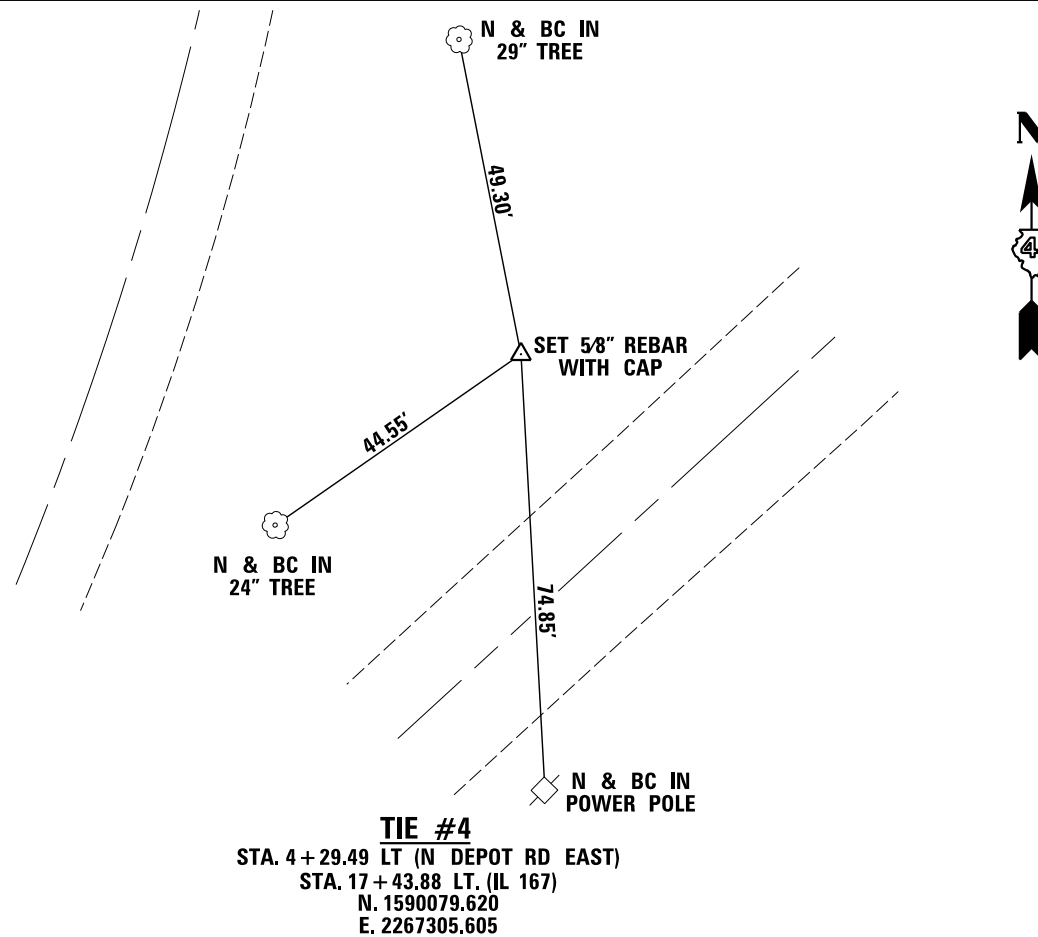 N & BC IN
29" TREE
N
49.30'
4
SET 5/8" REBAR
WITH CAP
44.55'
N & BC IN
24" TREE
74.85'
N & BC IN
POWER POLE
TIE #4
STA. 4+29.49 LT (N DEPOT RD EAST)
STA. 17+43.88 LT. (IL 167)
N. 1590079.620
E. 2267305.605